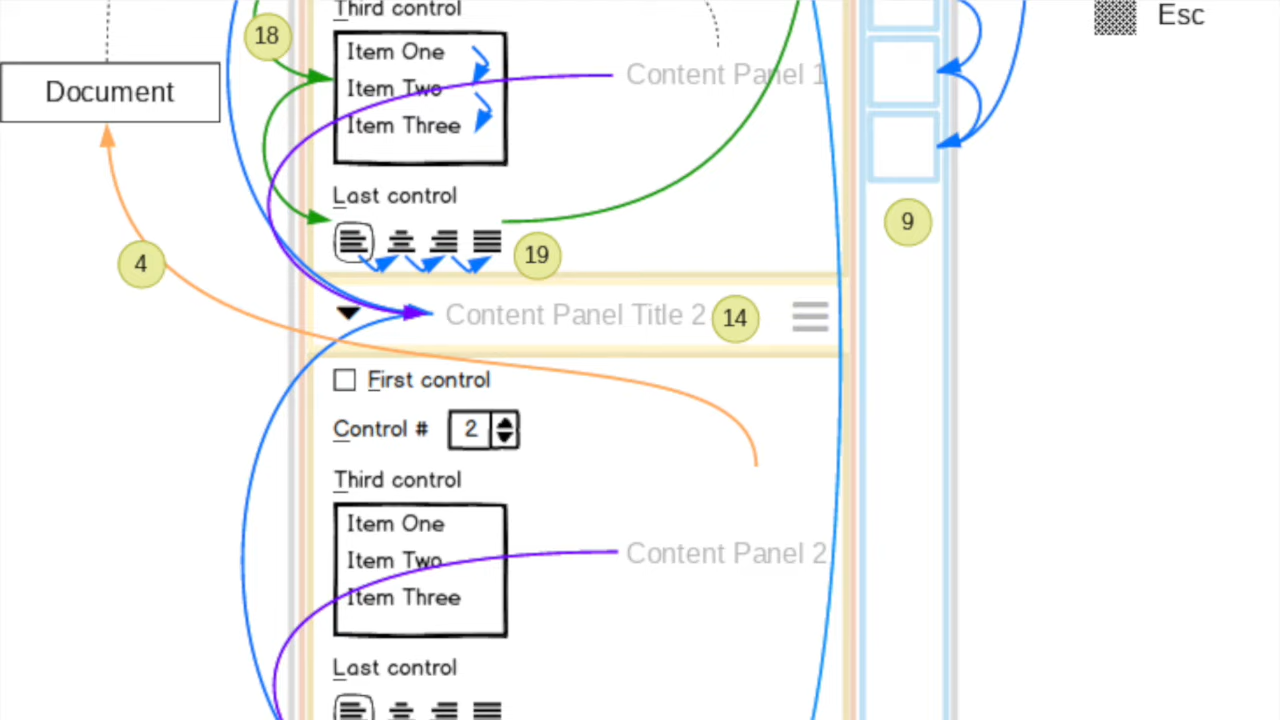 Third control
Esc
18
Item One
Content Panel 1
Document
Item Two
Item Three
Last control
9
19
4
Content Panel Title 2
14
First control
Control #
2
Third control
Item One
Content Panel 2
Item Two
Item Three
Last control